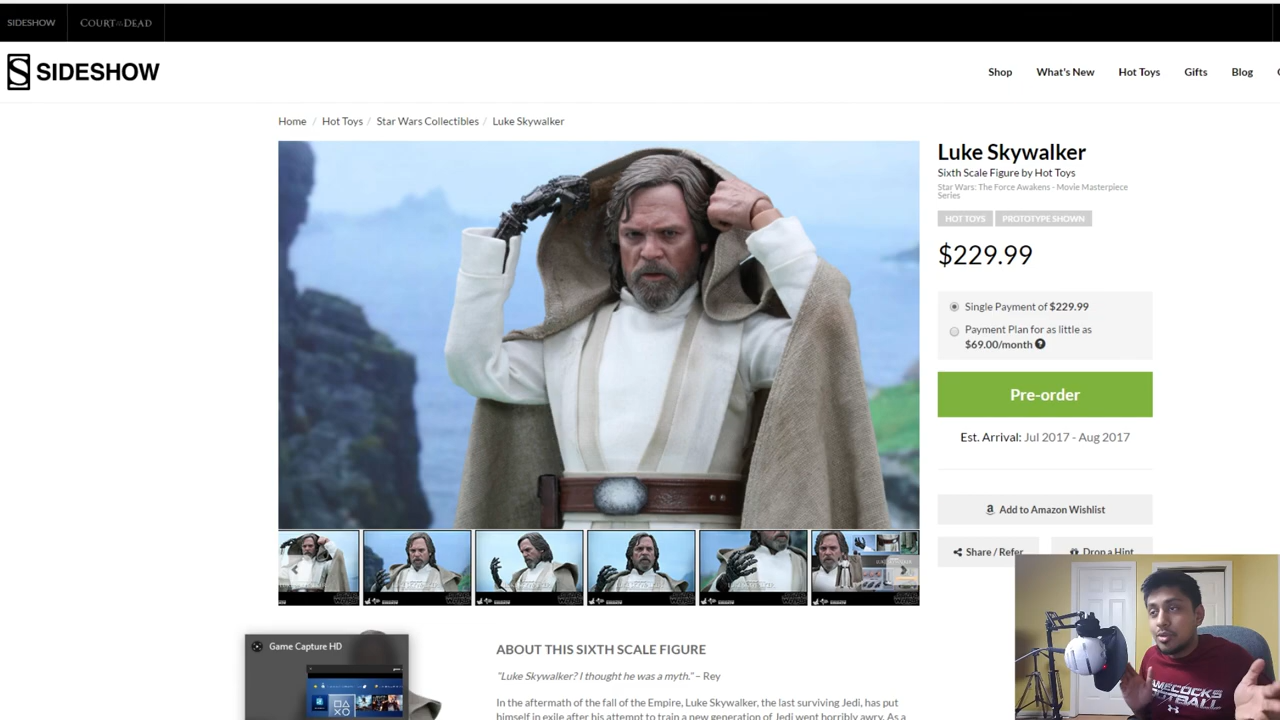 SIDESHOW
COURT OF THE DEAD
SIDESHOW
Shop What's New Hot Toys Gifts Blog
Home / Hot Toys / Star Wars Collectibles / Luke Skywalker
Luke Skywalker
Sixth Scale Figure by Hot Toys
Star Wars: The Force Awakens - Movie Masterpiece
Series
HOT TOYS PROTOTYPE SHOWN
$229.99
Single Payment of $229.99
Payment Plan for as little as
$69.00/month ?
Pre-order
Est. Arrival: Jul 2017 - Aug 2017
Add to Amazon Wishlist
Share / Refer Drop a Hint
Game Capture HD
ABOUT THIS SIXTH SCALE FIGURE
"Luke Skywalker? I thought he was a myth." – Rey
In the aftermath of the fall of the Empire, Luke Skywalker, the last surviving Jedi, has put
himself in exile after his attempt to train a new generation of Jedi went horribly awry. As a
GAMECOCKS
FOOTBALL